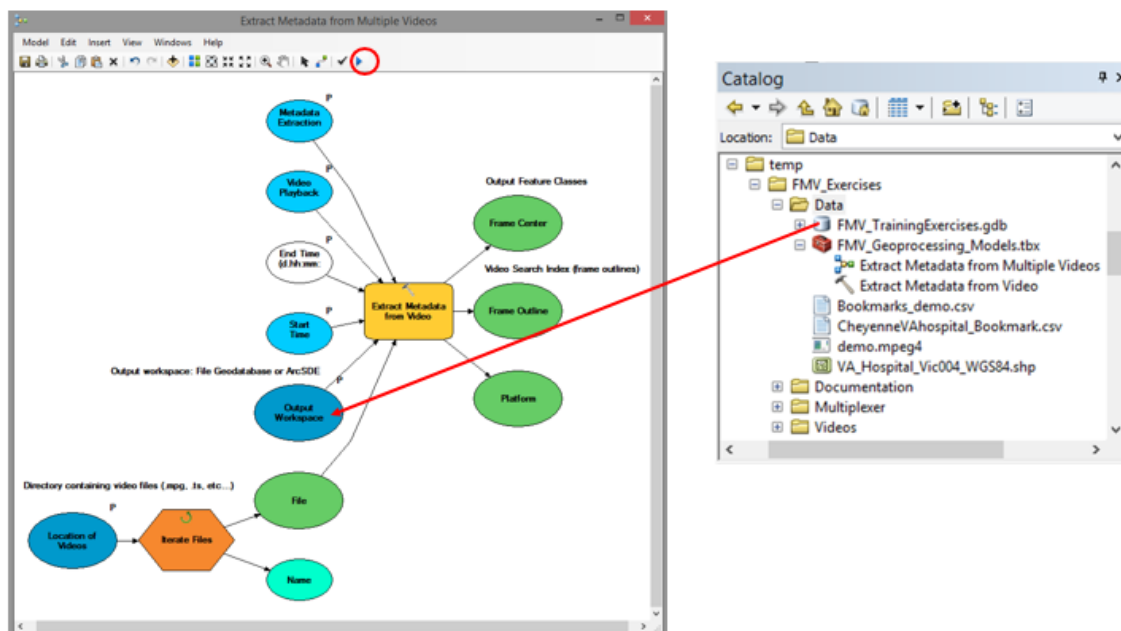 Extract Metadata from Multiple Videos
Model Edit Insert View Windows Help
P
Metadata
Extraction
P
Video
Playback
P
End Time
(d.hh:mm:
P
Start
Time
Output workspace: File Geodatabase or ArcSDE
P
Output
Workspace
Directory containing video files (.mpg, .ts, etc...)
P
Location of
Videos
Iterate Files
File
Name
Extract Metadata
from Video
Output Feature Classes
Frame Center
Video Search Index (frame outlines)
Frame Outline
Platform
Catalog
Location: Data
temp
FMV_Exercises
Data
FMV_TrainingExercises.gdb
FMV_Geoprocessing_Models.tbx
Extract Metadata from Multiple Videos
Extract Metadata from Video
Bookmarks_demo.csv
CheyenneVAhospital_Bookmark.csv
demo.mpeg4
VA_Hospital_Vic004_WGS84.shp
Documentation
Multiplexer
Videos